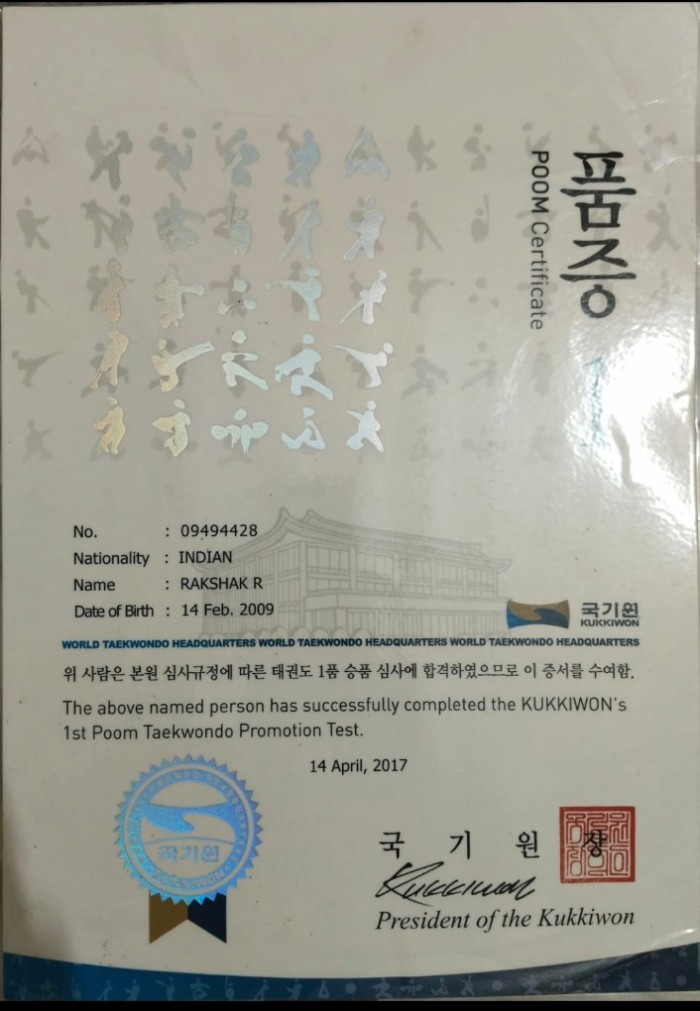 품증
POOM Certificate
No. : 09494428
Nationality : INDIAN
Name : RAKSHAK R
Date of Birth : 14 Feb. 2009
국기원
KUKKIWON
WORLD TAEKWONDO HEADQUARTERS WORLD TAEKWONDO HEADQUARTERS WORLD TAEKWONDO HEADQUARTERS
위 사람은 본원 심사규정에 따른 태권도 1품 승품 심사에 합격하였으므로 이 증서를 수여함.
The above named person has successfully completed the KUKKIWON's
1st Poom Taekwondo Promotion Test.
14 April, 2017
국기원
KUKKIWON
국 기 원 장
Kukkiwon
President of the Kukkiwon